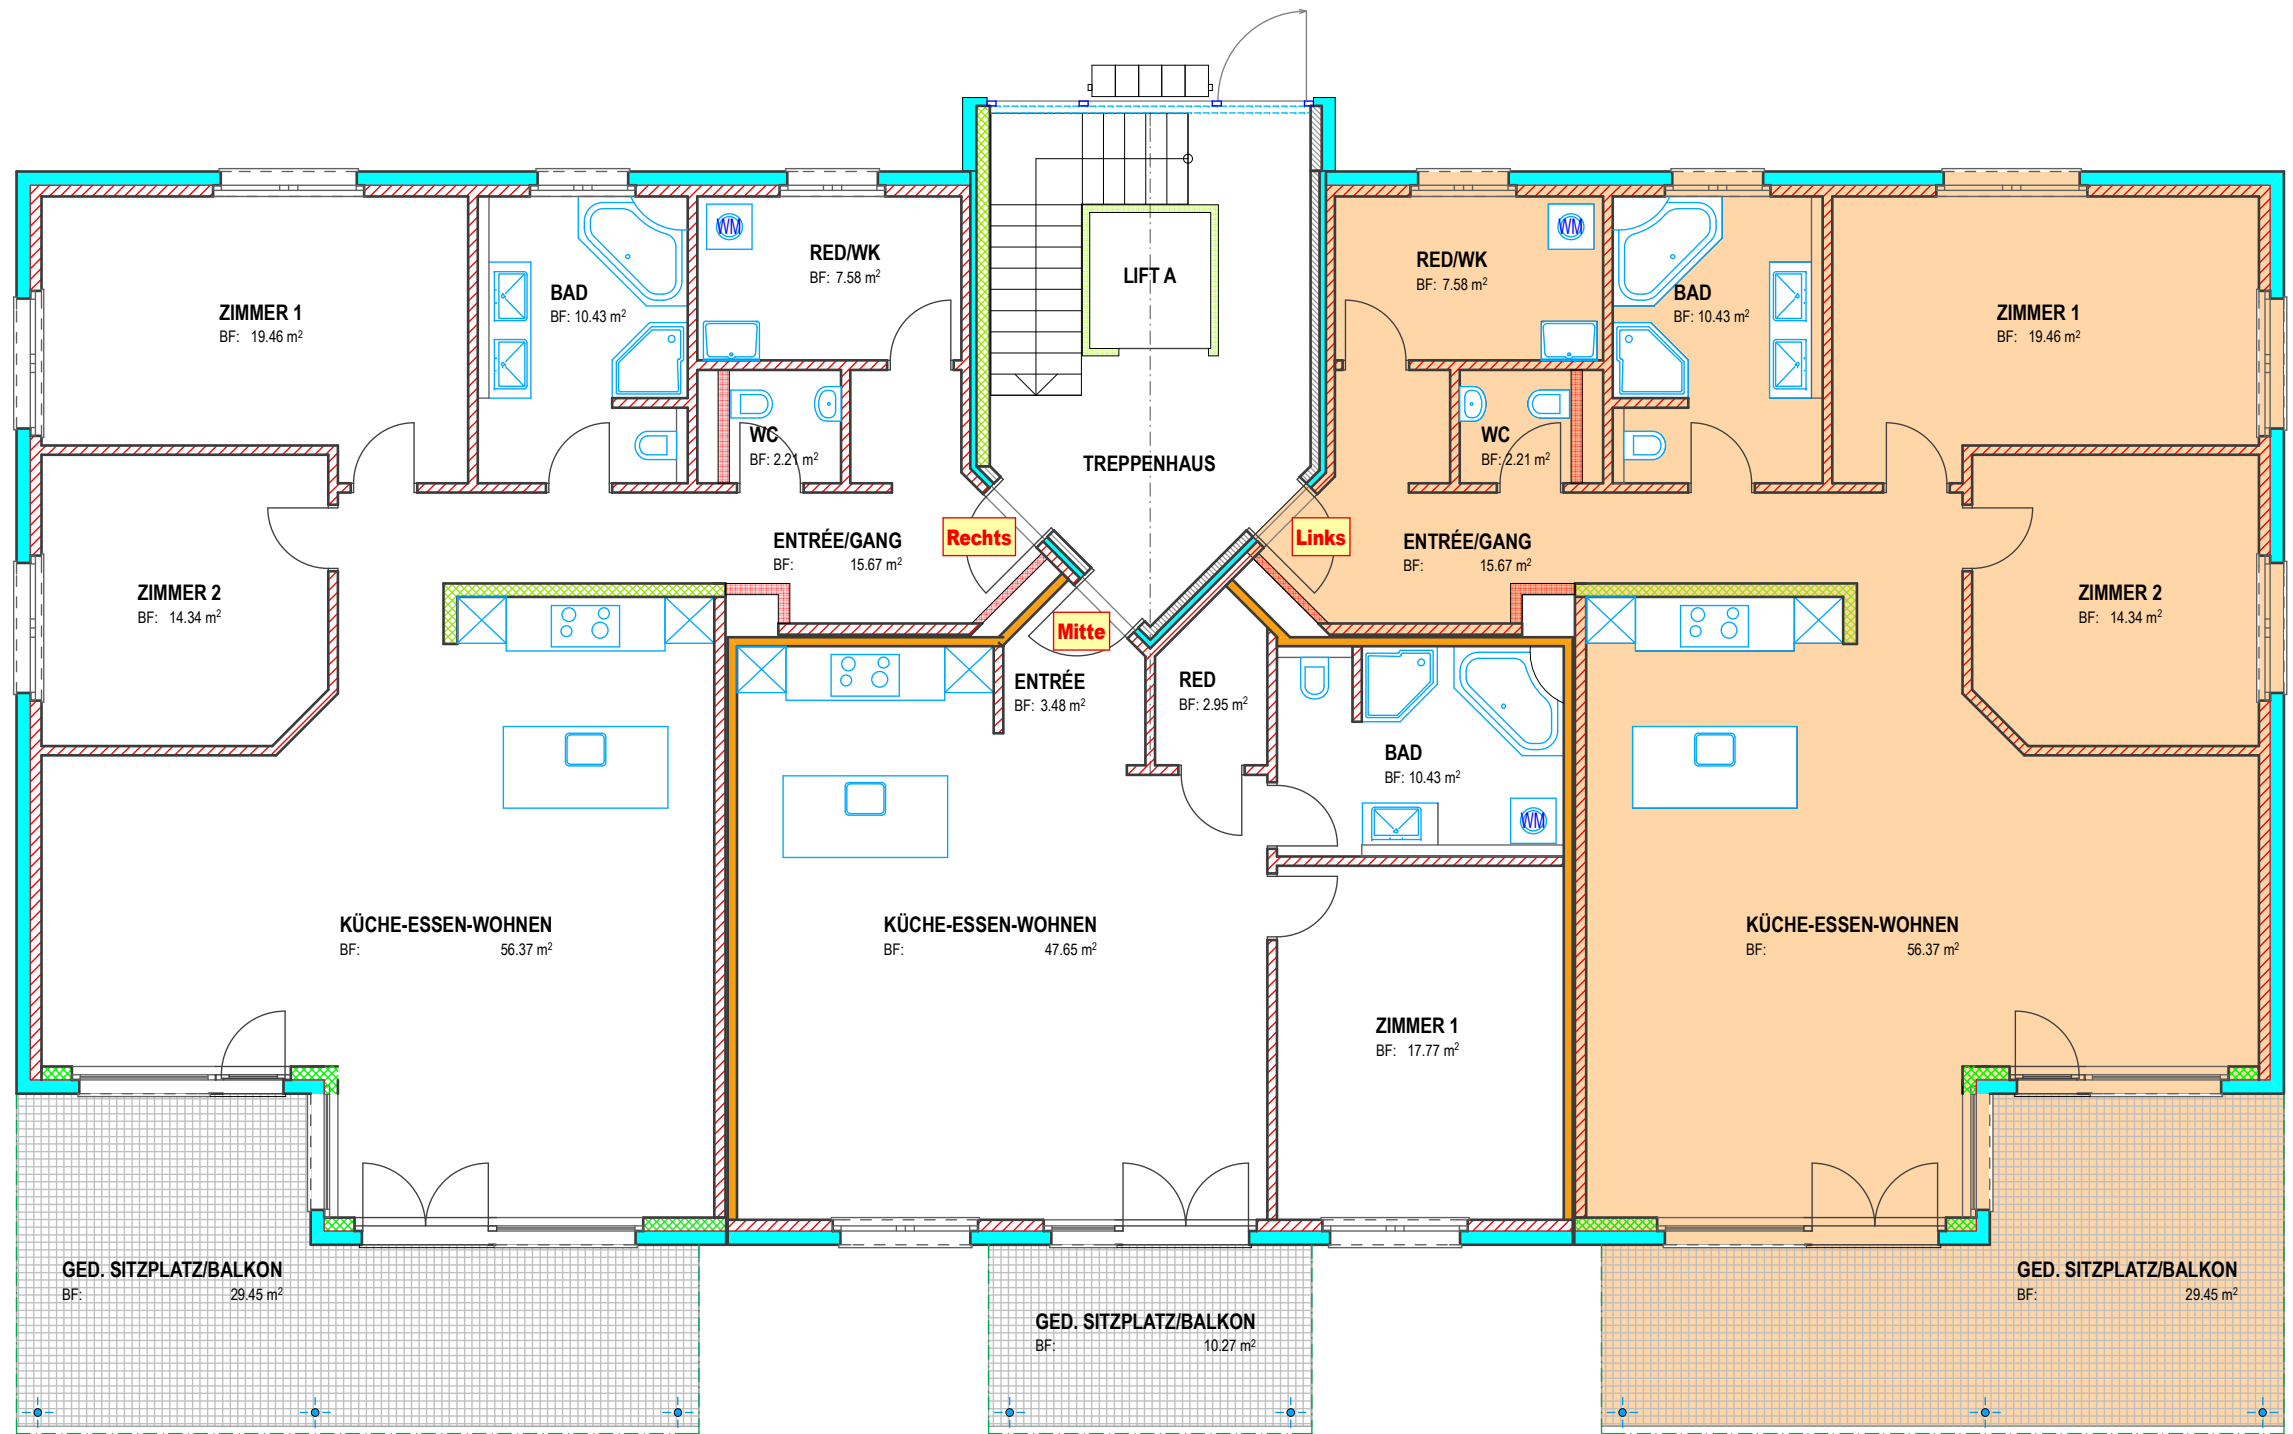 RED/WK
BF: 7.58 m²
WM
LIFT A
ZIMMER 1
BF: 19.46 m²
BAD
BF: 10.43 m²
WC
BF: 2.21 m²
TREPPENHAUS
RED/WK
BF: 7.58 m²
WM
BAD
BF: 10.43 m²
ZIMMER 1
BF: 19.46 m²
WC
BF: 2.21 m²
ENTRÉE/GANG
BF: 15.67 m²
Rechts
Links
ENTRÉE/GANG
BF: 15.67 m²
ZIMMER 2
BF: 14.34 m²
Mitte
ZIMMER 2
BF: 14.34 m²
ENTRÉE
BF: 3.48 m²
RED
BF: 2.95 m²
BAD
BF: 10.43 m²
WM
KÜCHE-ESSEN-WOHNEN
BF: 56.37 m²
KÜCHE-ESSEN-WOHNEN
BF: 47.65 m²
KÜCHE-ESSEN-WOHNEN
BF: 56.37 m²
ZIMMER 1
BF: 17.77 m²
GED. SITZPLATZ/BALKON
BF: 29.45 m²
GED. SITZPLATZ/BALKON
BF: 10.27 m²
GED. SITZPLATZ/BALKON
BF: 29.45 m²